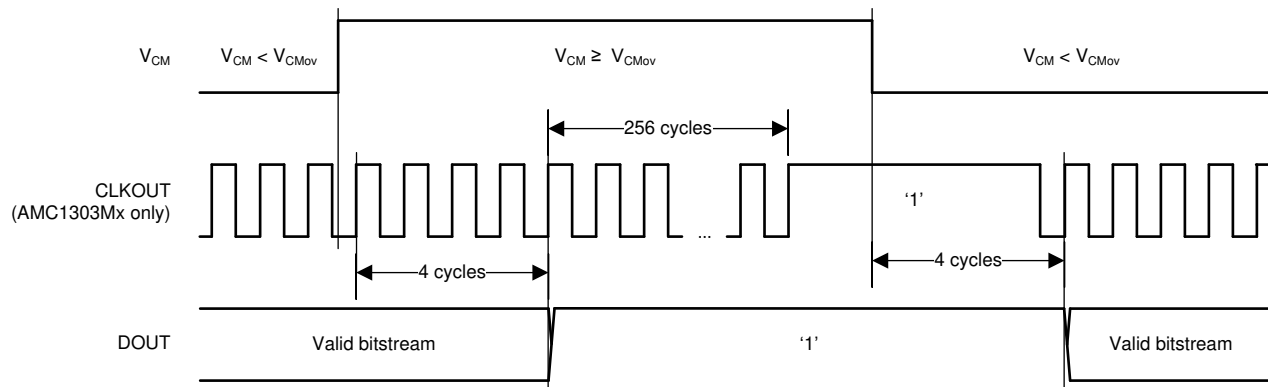 V_CM V_CM < V_CMov V_CM ≥ V_CMov V_CM < V_CMov
256 cycles
CLKOUT
(AMC1303Mx only)
'1'
...
4 cycles 4 cycles
DOUT Valid bitstream '1' Valid bitstream